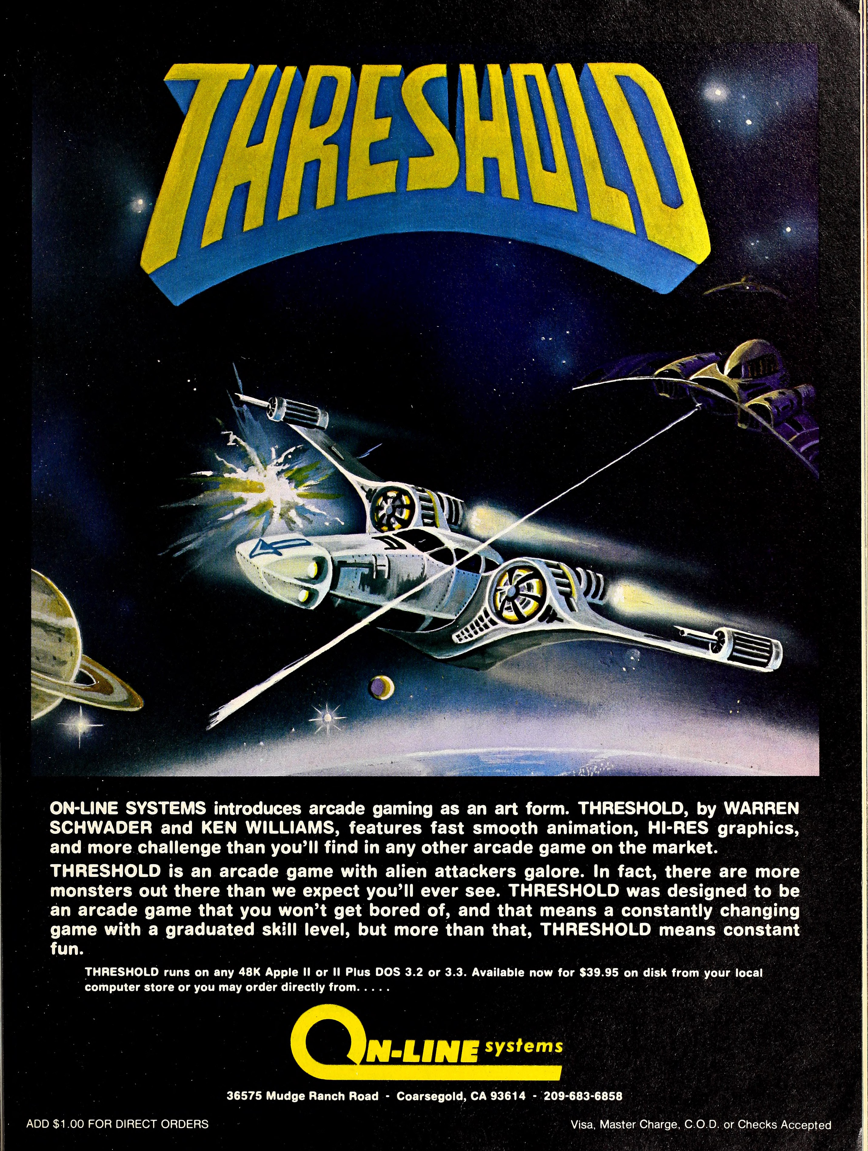 THRESHOLD
ON-LINE SYSTEMS introduces arcade gaming as an art form. THRESHOLD, by WARREN
SCHWADER and KEN WILLIAMS, features fast smooth animation, HI-RES graphics,
and more challenge than you'll find in any other arcade game on the market.
THRESHOLD is an arcade game with alien attackers galore. In fact, there are more
monsters out there than we expect you'll ever see. THRESHOLD was designed to be
an arcade game that you won't get bored of, and that means a constantly changing
game with a graduated skill level, but more than that, THRESHOLD means constant
fun.
THRESHOLD runs on any 48K Apple II or II Plus DOS 3.2 or 3.3. Available now for $39.95 on disk from your local
computer store or you may order directly from. . . . .
ON-LINE systems
36575 Mudge Ranch Road - Coarsegold, CA 93614 - 209-683-6858
ADD $1.00 FOR DIRECT ORDERS
Visa, Master Charge, C.O.D. or Checks Accepted